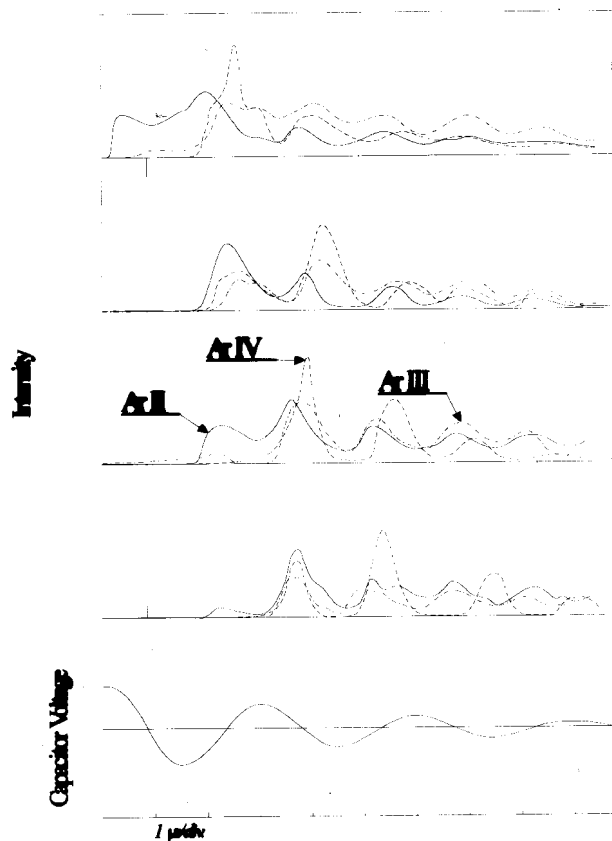 Ar IV
Ar III
Ar II
Intensity
Capacitor Voltage
1 μs/div.